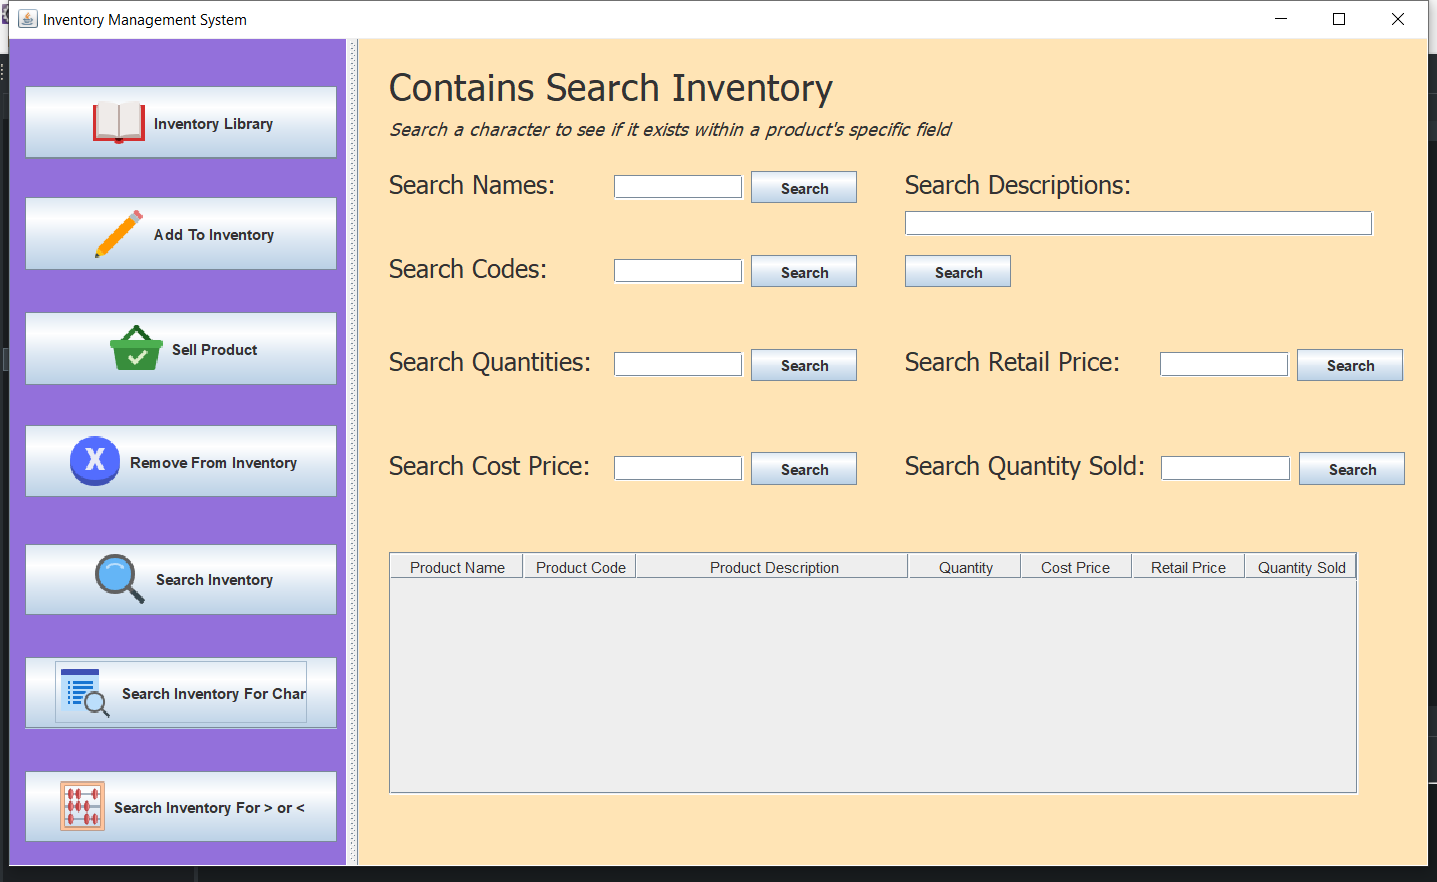 Inventory Management System
Inventory Library
Add To Inventory
Sell Product
X
Remove From Inventory
Search Inventory
Search Inventory For Char
Search Inventory For > or <
Contains Search Inventory
Search a character to see if it exists within a product's specific field
Search Names:
Search
Search Descriptions:
Search Codes:
Search
Search
Search Quantities:
Search
Search Retail Price:
Search
Search Cost Price:
Search
Search Quantity Sold:
Search
Product Name Product Code Product Description Quantity Cost Price Retail Price Quantity Sold